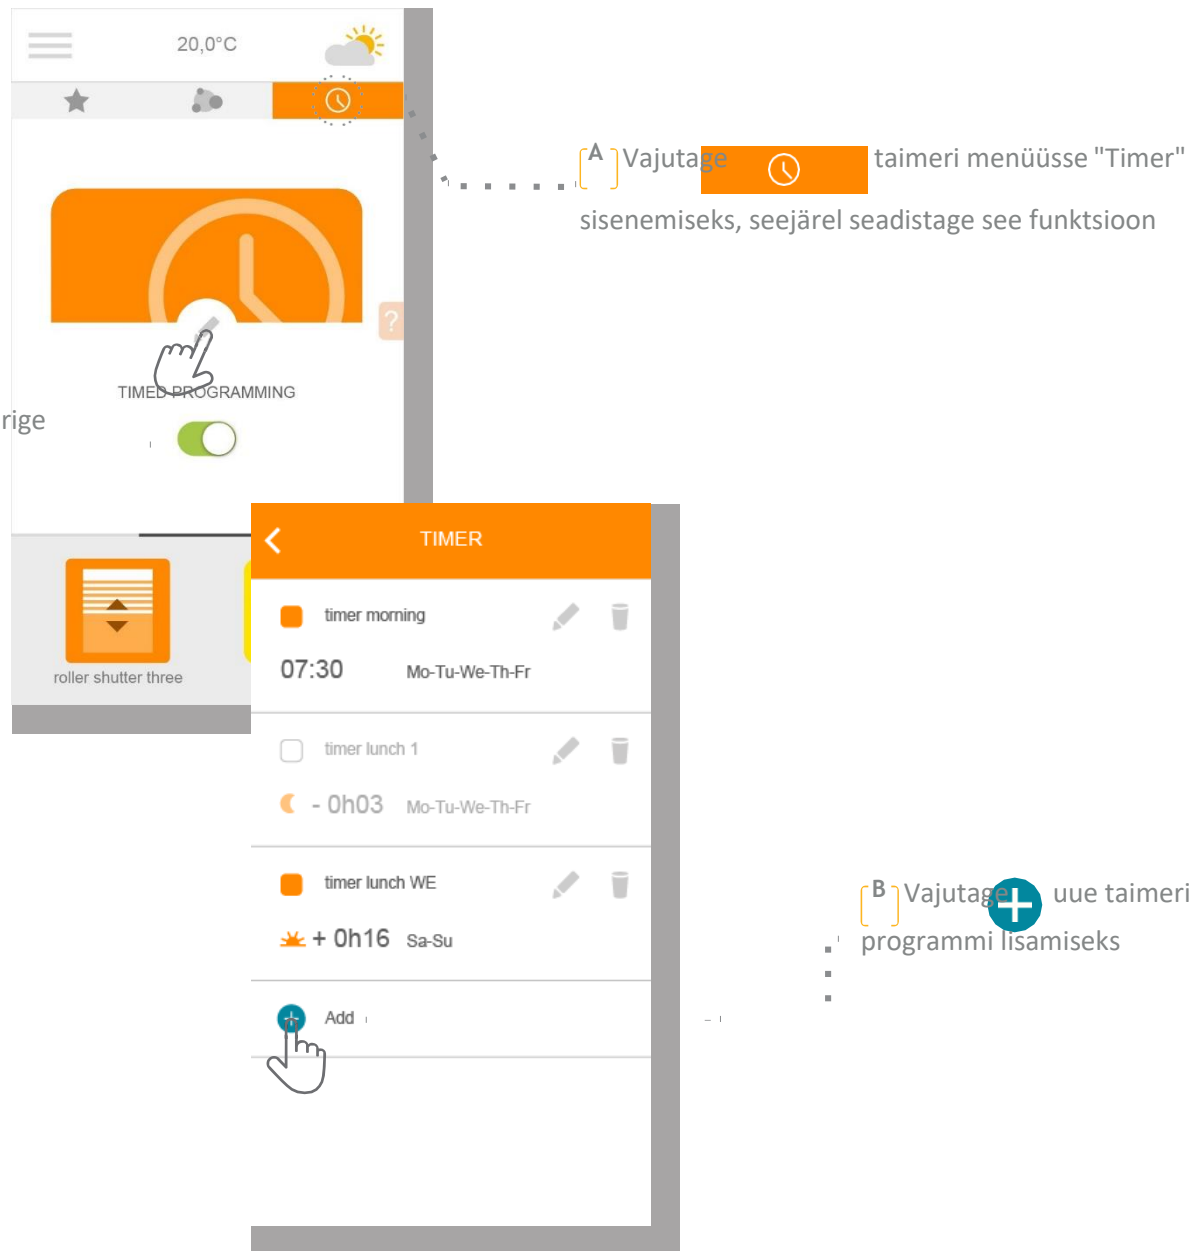 20,0°C
A Vajutage taimeri menüüsse "Timer"
sisenemiseks, seejärel seadistage see funktsioon
?
TIMED PROGRAMMING
rige
TIMER
timer morning
07:30 Mo-Tu-We-Th-Fr
roller shutter three
timer lunch 1
- 0h03 Mo-Tu-We-Th-Fr
timer lunch WE
+ 0h16 Sa-Su
B Vajutage uue taimeri
programmi lisamiseks
Add